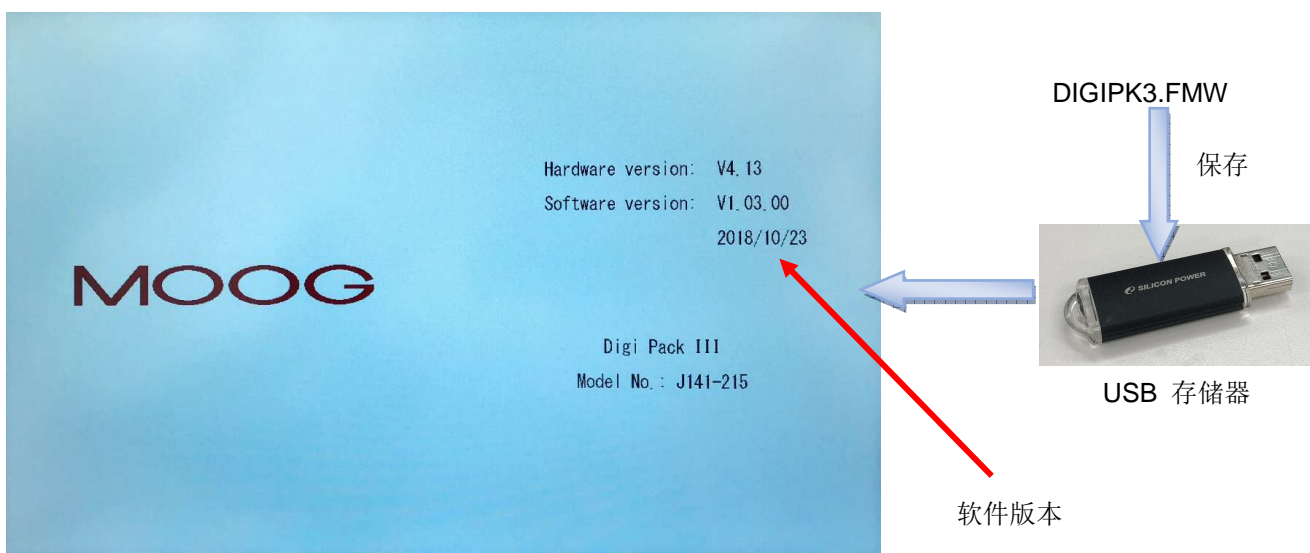 DIGIPK3.FMW
保存
Hardware version: V4.13
Software version: V1.03.00
2018/10/23
MOOG
SILICON POWER
Digi Pack III
Model No.: J141-215
USB 存储器
软件版本